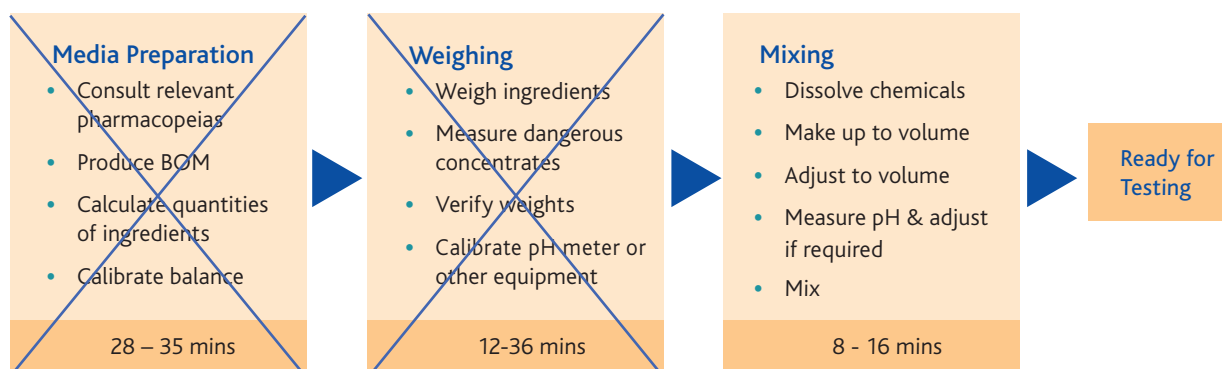 Media Preparation
• Consult relevant
pharmacopeias
• Produce BOM
• Calculate quantities
of ingredients
• Calibrate balance
28 – 35 mins
Weighing
• Weigh ingredients
• Measure dangerous
concentrates
• Verify weights
• Calibrate pH meter or
other equipment
12-36 mins
Mixing
• Dissolve chemicals
• Make up to volume
• Adjust to volume
• Measure pH & adjust
if required
• Mix
8 - 16 mins
Ready for
Testing